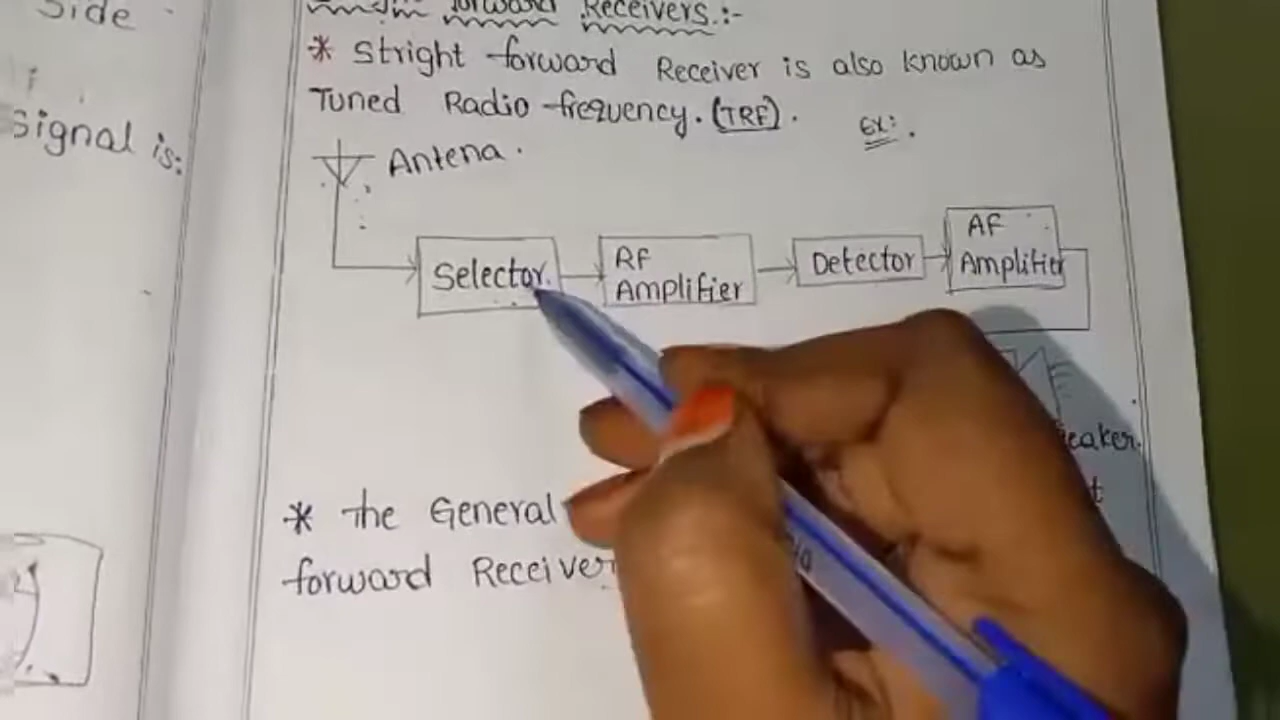 Side
Signal is:
forward Receivers :-
* Stright forward Receiver is also known as
Tuned Radio frequency. (TRF).
Ex:
Antena.
Selector
RF
Amplifier
Detector
AF
Amplifier
* the General
forward Receiver